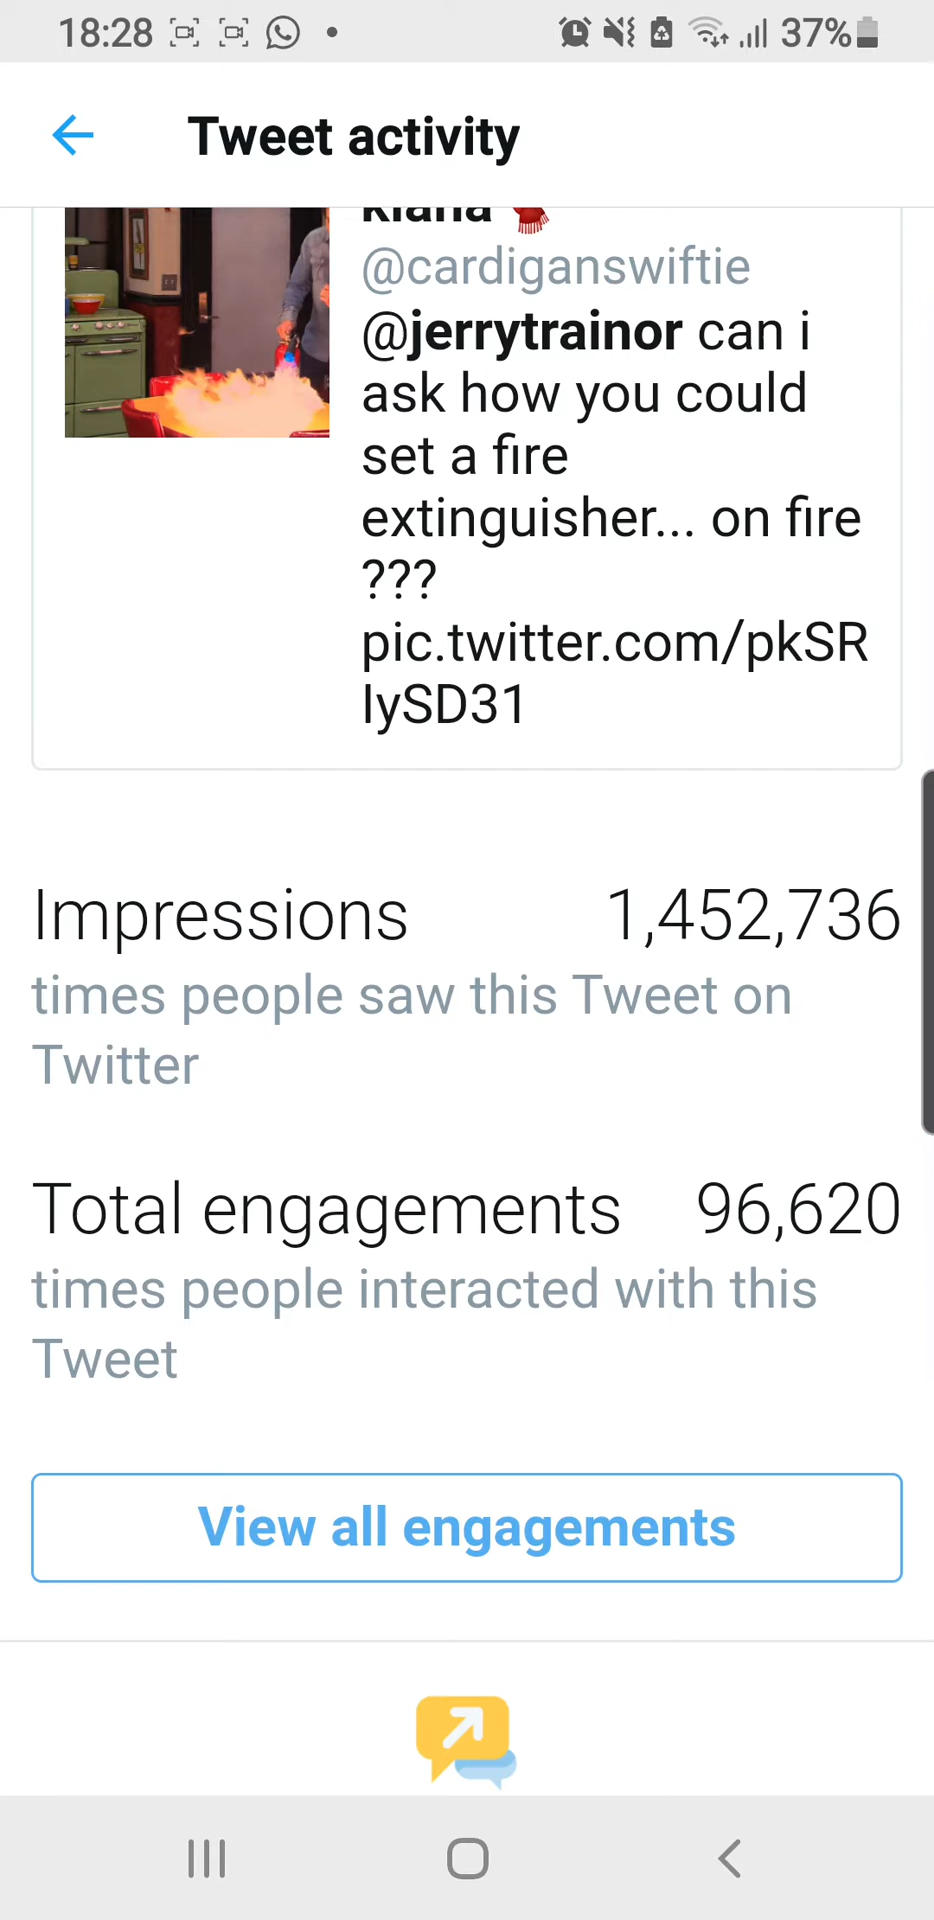 18:28
37%
Tweet activity
kiana
@cardiganswiftie
@jerrytrainor can i
ask how you could
set a fire
extinguisher... on fire
???
pic.twitter.com/pkSR
IySD31
Impressions 1,452,736
times people saw this Tweet on
Twitter
Total engagements 96,620
times people interacted with this
Tweet
View all engagements